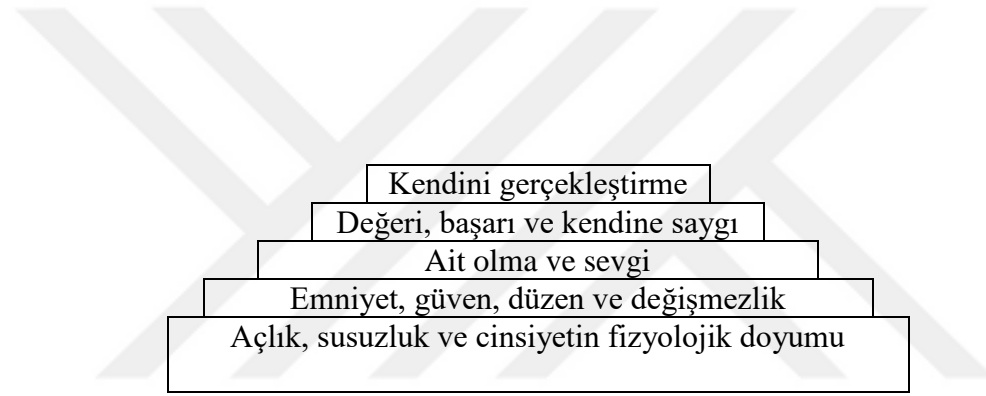 Kendini gerçekleştirme
Değeri, başarı ve kendine saygı
Ait olma ve sevgi
Emniyet, güven, düzen ve değişmezlik
Açlık, susuzluk ve cinsiyetin fizyolojik doyumu